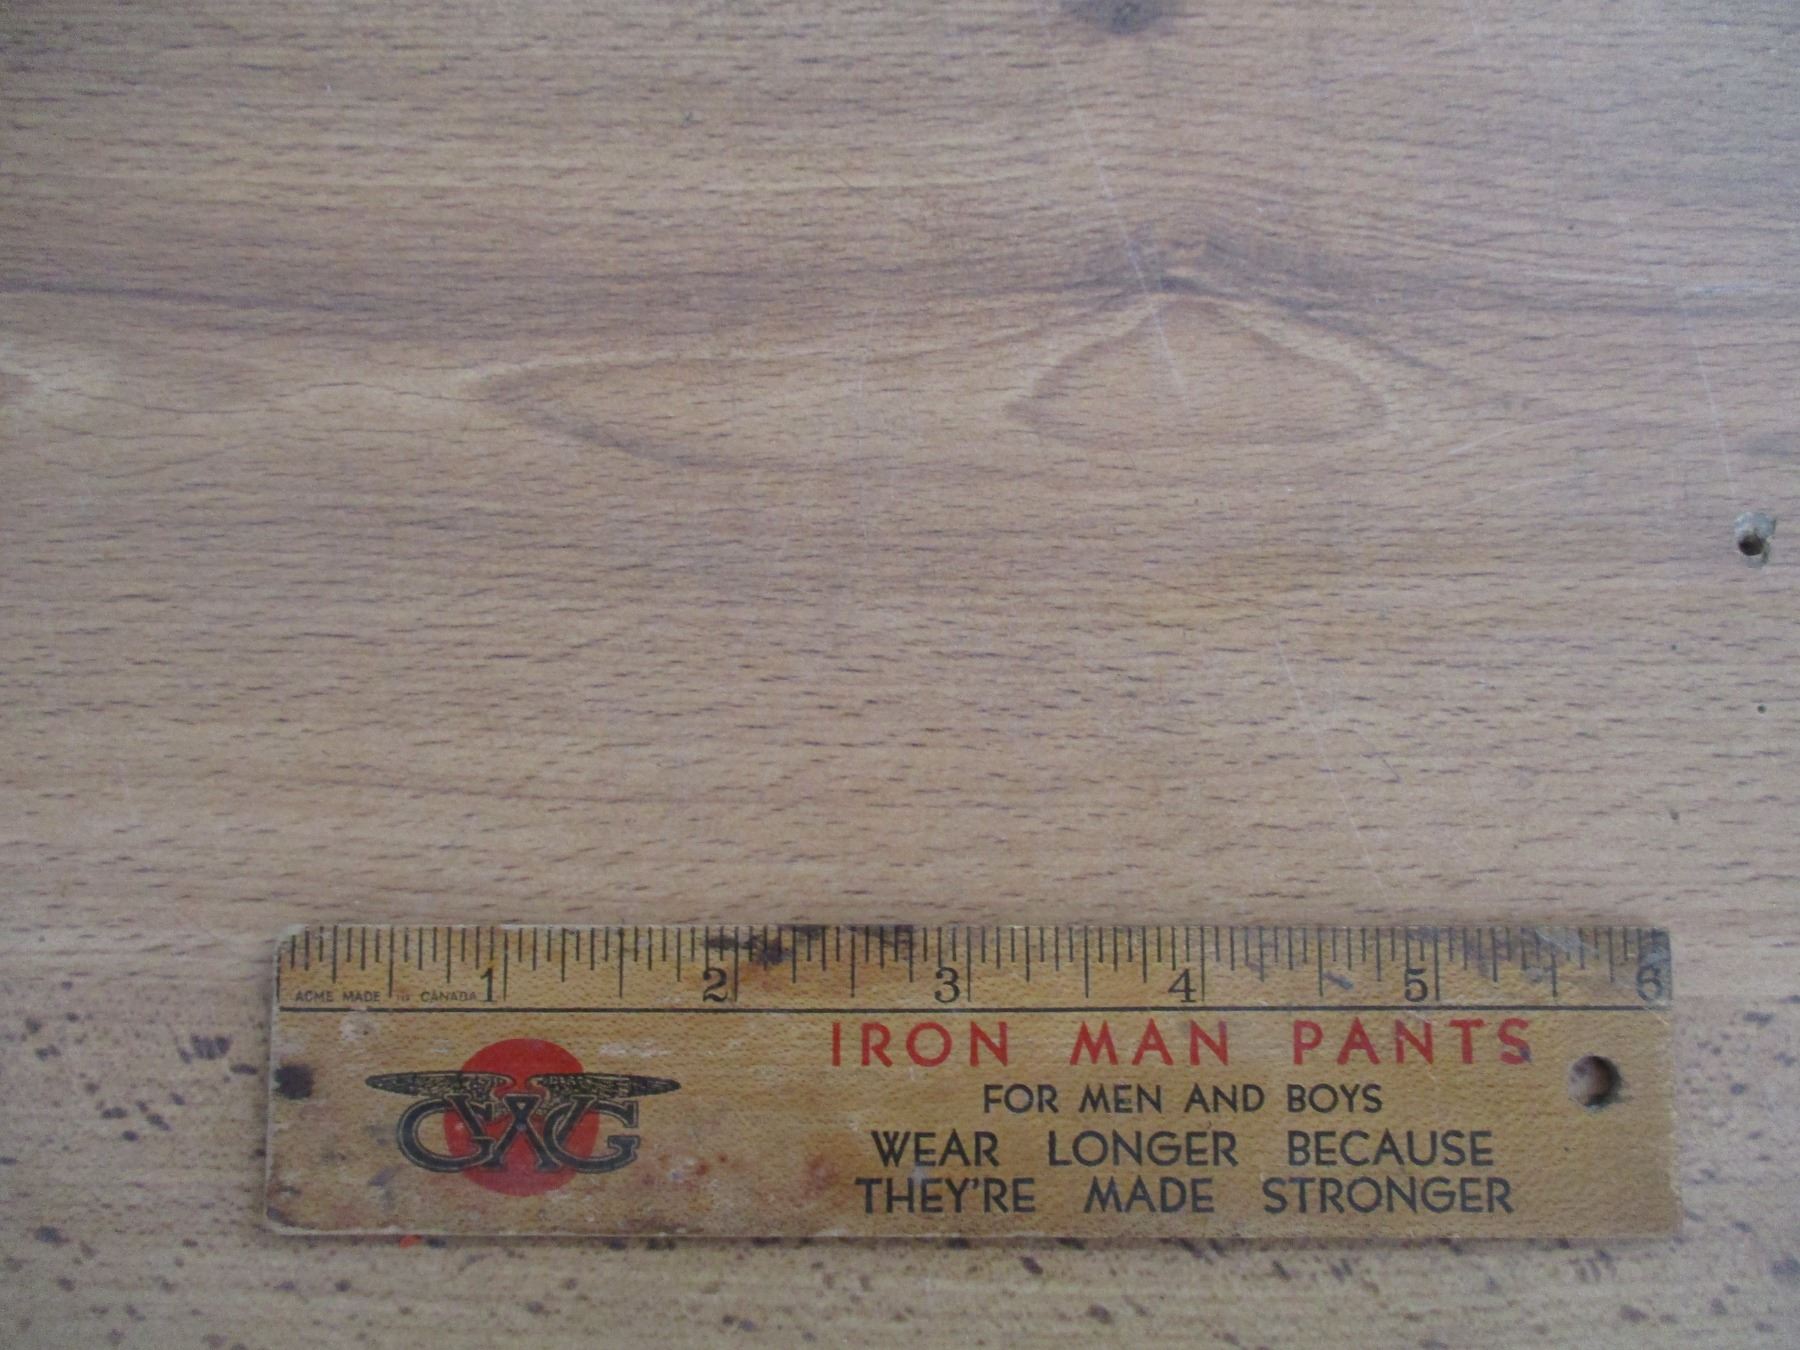 1 2 3 4 5 6
ACME MADE IN CANADA
IRON MAN PANTS
GWG
FOR MEN AND BOYS
WEAR LONGER BECAUSE
THEY'RE MADE STRONGER